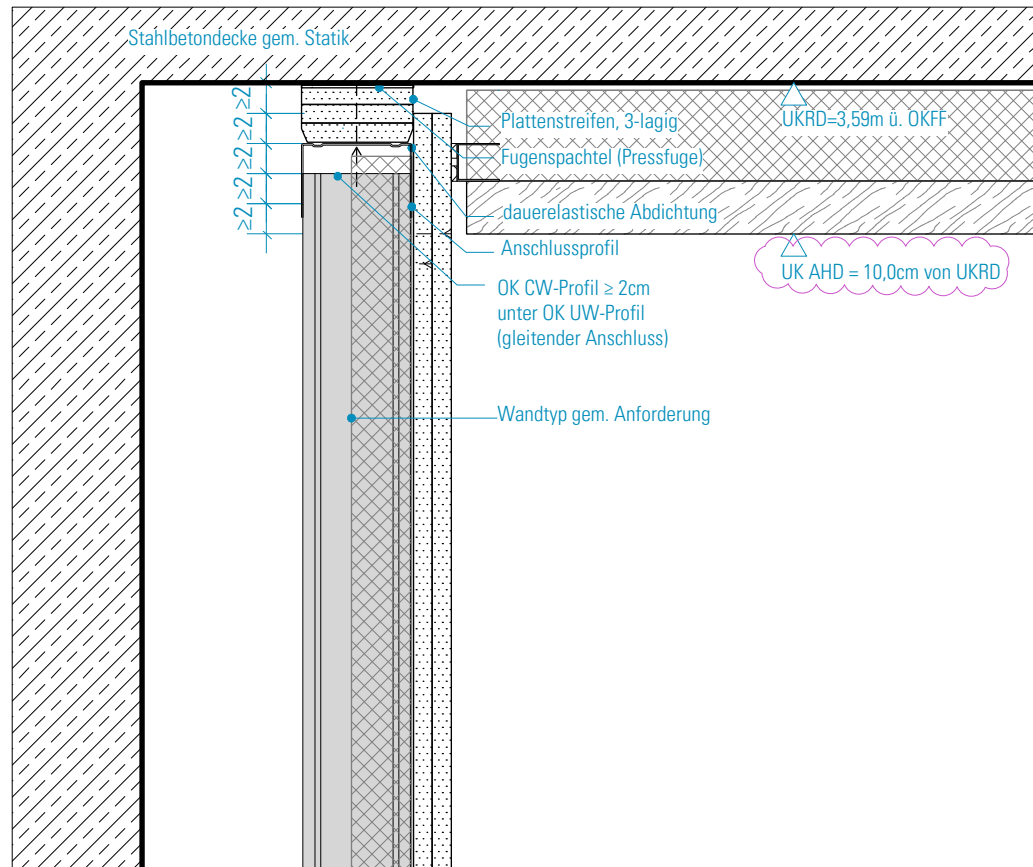 Stahlbetondecke gem. Statik
≥2
≥2
≥2
≥2
≥2
Plattenstreifen, 3-lagig
UKRD=3,59m ü. OKFF
Fugenspachtel (Pressfuge)
dauerelastische Abdichtung
Anschlussprofil
UK AHD = 10,0cm von UKRD
OK CW-Profil ≥ 2cm
unter OK UW-Profil
(gleitender Anschluss)
Wandtyp gem. Anforderung